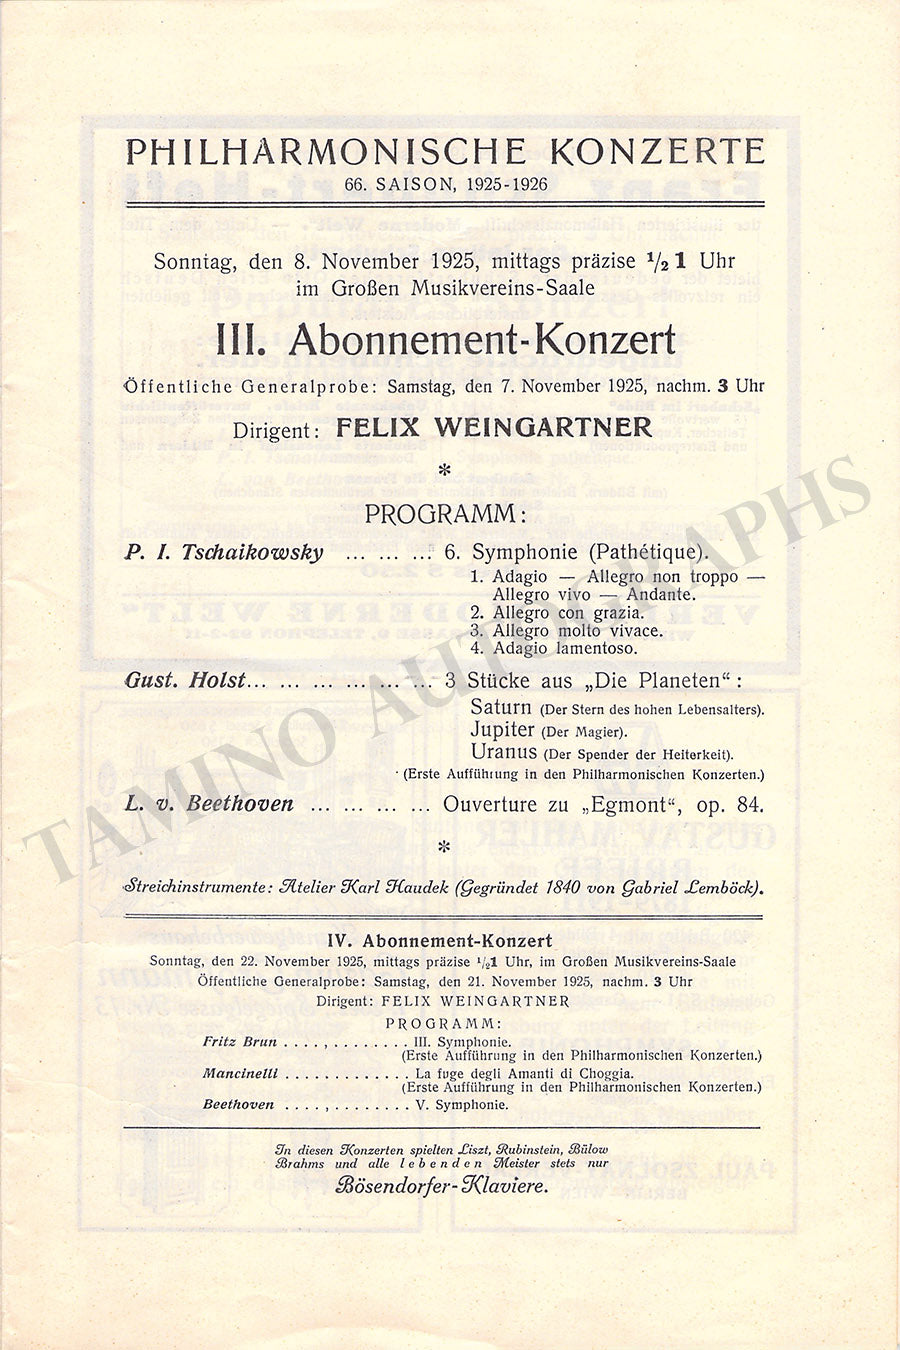 PHILHARMONISCHE KONZERTE
66. SAISON, 1925-1926
Sonntag, den 8. November 1925, mittags präzise ½1 Uhr
im Großen Musikvereins-Saale
III. Abonnement-Konzert
Öffentliche Generalprobe: Samstag, den 7. November 1925, nachm. 3 Uhr
Dirigent: FELIX WEINGARTNER
*
PROGRAMM:
P. I. Tschaikowsky ... ... ... 6. Symphonie (Pathétique).
1. Adagio — Allegro non troppo —
Allegro vivo — Andante.
2. Allegro con grazia.
3. Allegro molto vivace.
4. Adagio lamentoso.
Gust. Holst... ... ... ... ... ... ... 3 Stücke aus „Die Planeten“:
Saturn (Der Stern des hohen Lebensalters).
Jupiter (Der Magier).
Uranus (Der Spender der Heiterkeit).
(Erste Aufführung in den Philharmonischen Konzerten.)
L. v. Beethoven ... ... ... ... Ouverture zu „Egmont“, op. 84.
*
Streichinstrumente: Atelier Karl Haudek (Gegründet 1840 von Gabriel Lemböck).
IV. Abonnement-Konzert
Sonntag, den 22. November 1925, mittags präzise ½1 Uhr, im Großen Musikvereins-Saale
Öffentliche Generalprobe: Samstag, den 21. November 1925, nachm. 3 Uhr
Dirigent: FELIX WEINGARTNER
PROGRAMM:
Fritz Brun . . . . , . . . . . . . . III. Symphonie.
(Erste Aufführung in den Philharmonischen Konzerten.)
Mancinelli . . . . . . . . . . . . . La fuge degli Amanti di Choggia.
(Erste Aufführung in den Philharmonischen Konzerten.)
Beethoven . . . . , . . . . . . . . V. Symphonie.
In diesen Konzerten spielten Liszt, Rubinstein, Bülow
Brahms und alle lebenden Meister stets nur
Bösendorfer-Klaviere.
TAMINO AUTOGRAPHS